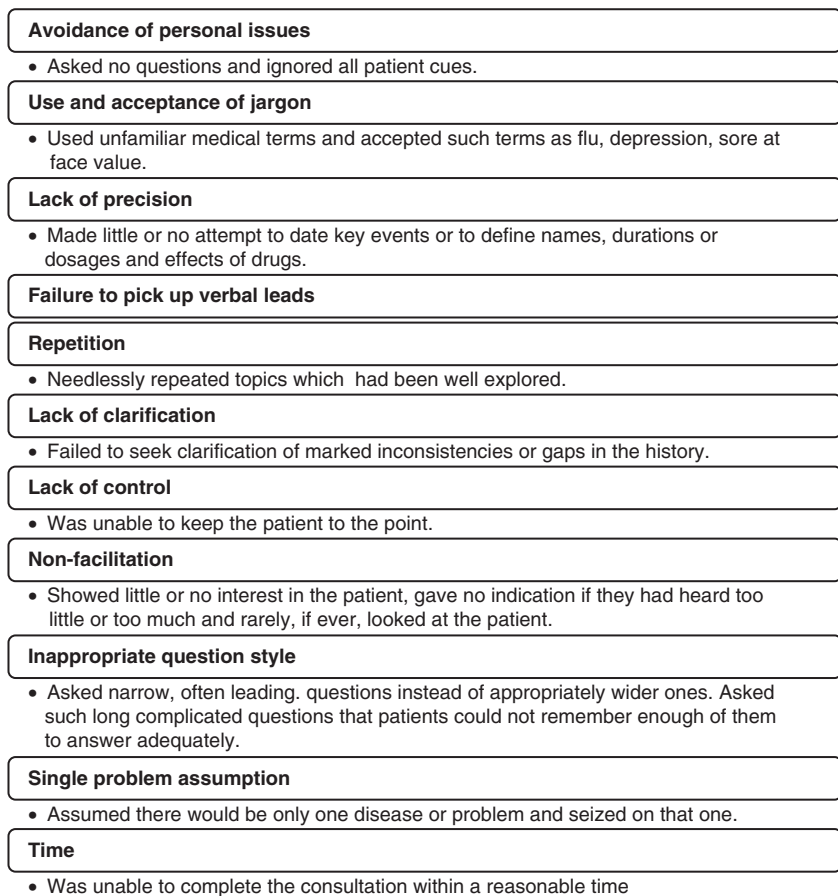 Avoidance of personal issues
• Asked no questions and ignored all patient cues.
Use and acceptance of jargon
• Used unfamiliar medical terms and accepted such terms as flu, depression, sore at
face value.
Lack of precision
• Made little or no attempt to date key events or to define names, durations or
dosages and effects of drugs.
Failure to pick up verbal leads
Repetition
• Needlessly repeated topics which had been well explored.
Lack of clarification
• Failed to seek clarification of marked inconsistencies or gaps in the history.
Lack of control
• Was unable to keep the patient to the point.
Non-facilitation
• Showed little or no interest in the patient, gave no indication if they had heard too
little or too much and rarely, if ever, looked at the patient.
Inappropriate question style
• Asked narrow, often leading. questions instead of appropriately wider ones. Asked
such long complicated questions that patients could not remember enough of them
to answer adequately.
Single problem assumption
• Assumed there would be only one disease or problem and seized on that one.
Time
• Was unable to complete the consultation within a reasonable time